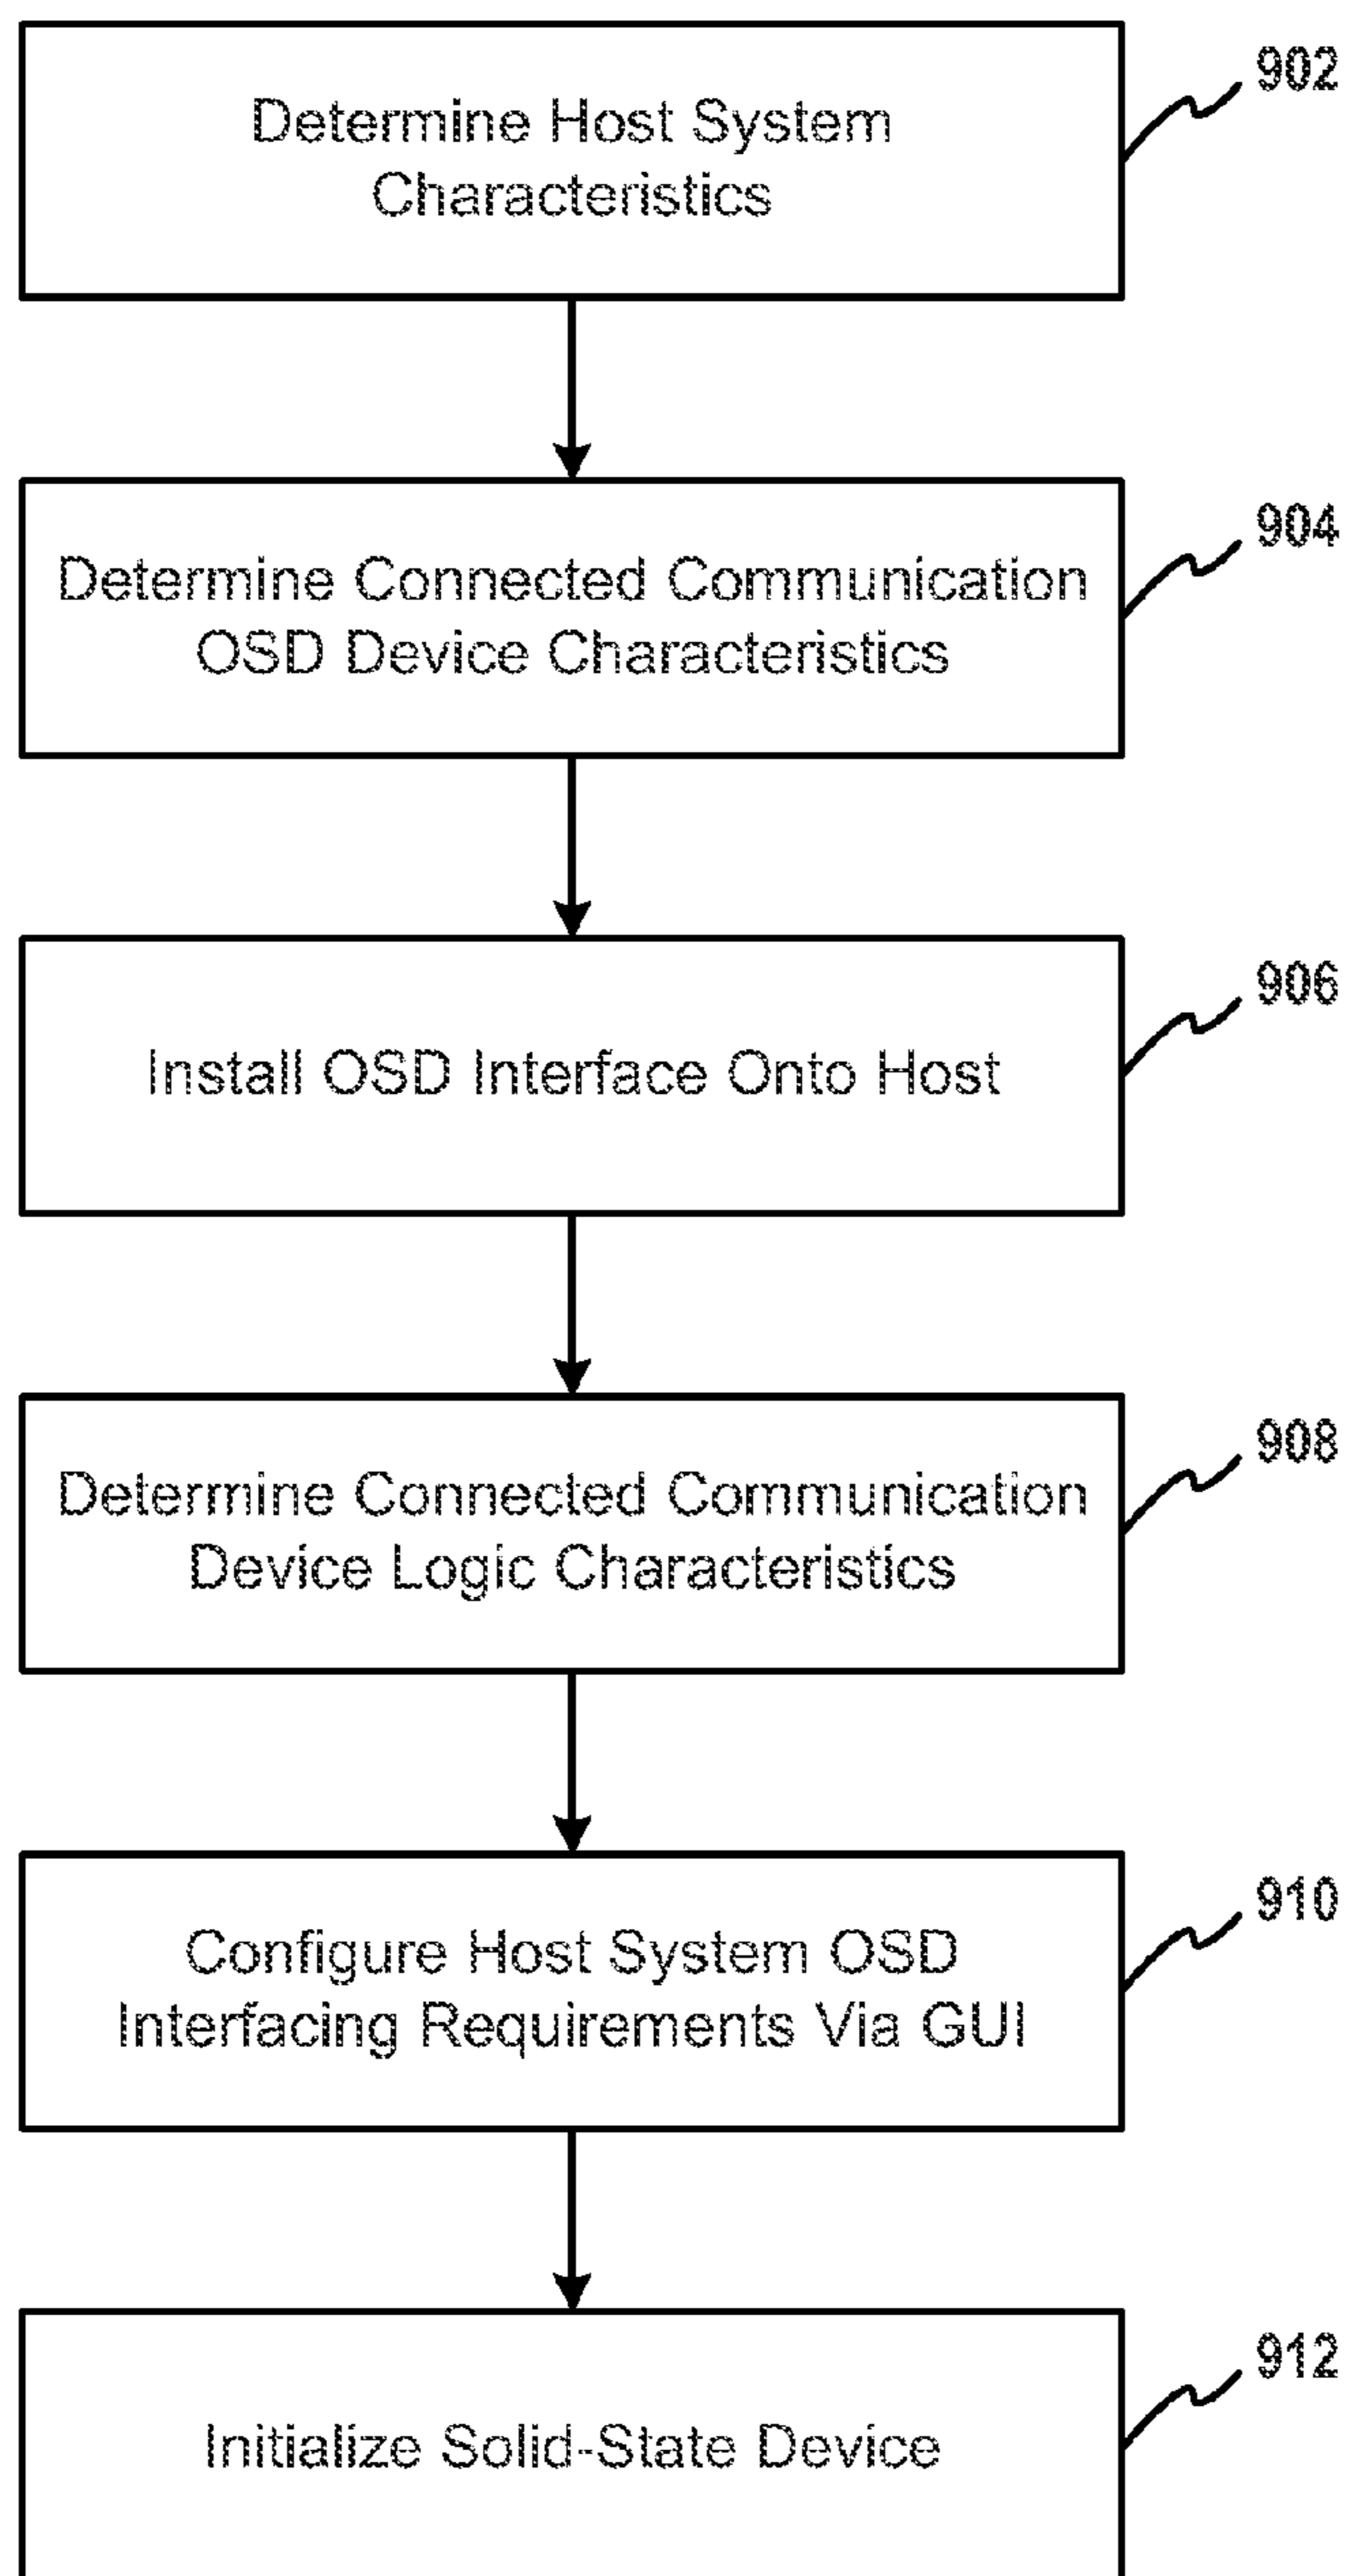 902
Determine Host System
Characteristics
904
Determine Connected Communication
OSD Device Characteristics
906
Install OSD Interface Onto Host
908
Determine Connected Communication
Device Logic Characteristics
910
Configure Host System OSD
Interfacing Requirements Via GUI
912
Initialize Solid-State Device